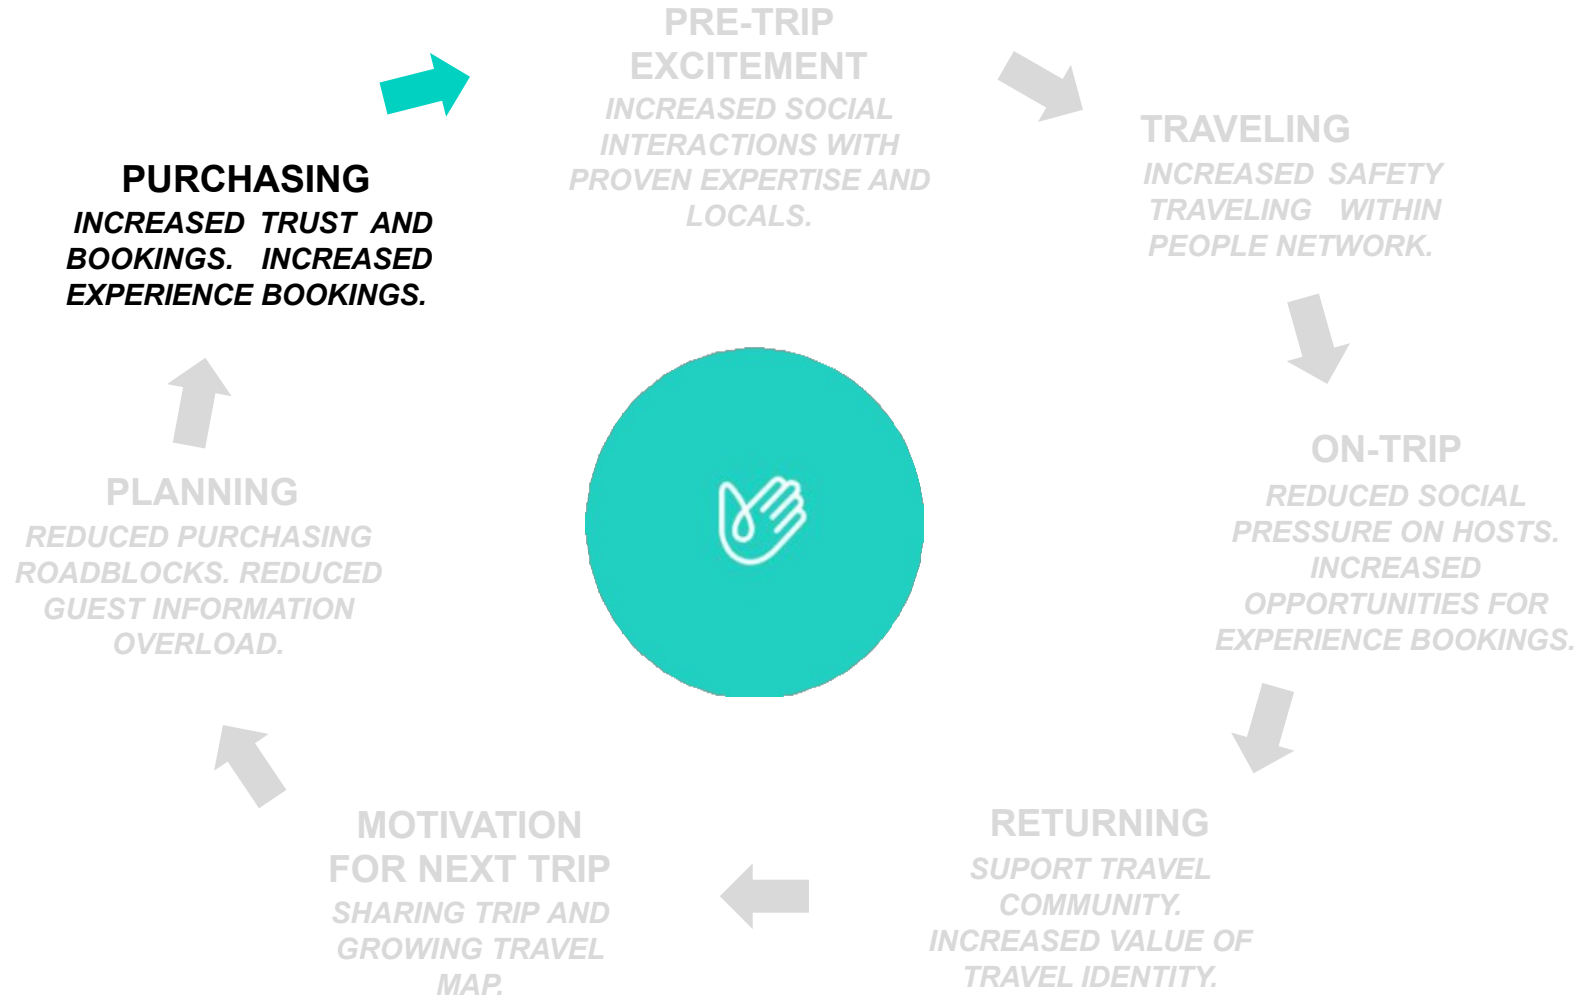 PRE-TRIP
EXCITEMENT
INCREASED SOCIAL
INTERACTIONS WITH
PROVEN EXPERTISE AND
LOCALS.
TRAVELING
INCREASED SAFETY
TRAVELING WITHIN
PEOPLE NETWORK.
ON-TRIP
REDUCED SOCIAL
PRESSURE ON HOSTS.
INCREASED
OPPORTUNITIES FOR
EXPERIENCE BOOKINGS.
RETURNING
SUPORT TRAVEL
COMMUNITY.
INCREASED VALUE OF
TRAVEL IDENTITY.
MOTIVATION
FOR NEXT TRIP
SHARING TRIP AND
GROWING TRAVEL
MAP.
PLANNING
REDUCED PURCHASING
ROADBLOCKS. REDUCED
GUEST INFORMATION
OVERLOAD.
PURCHASING
INCREASED TRUST AND
BOOKINGS. INCREASED
EXPERIENCE BOOKINGS.